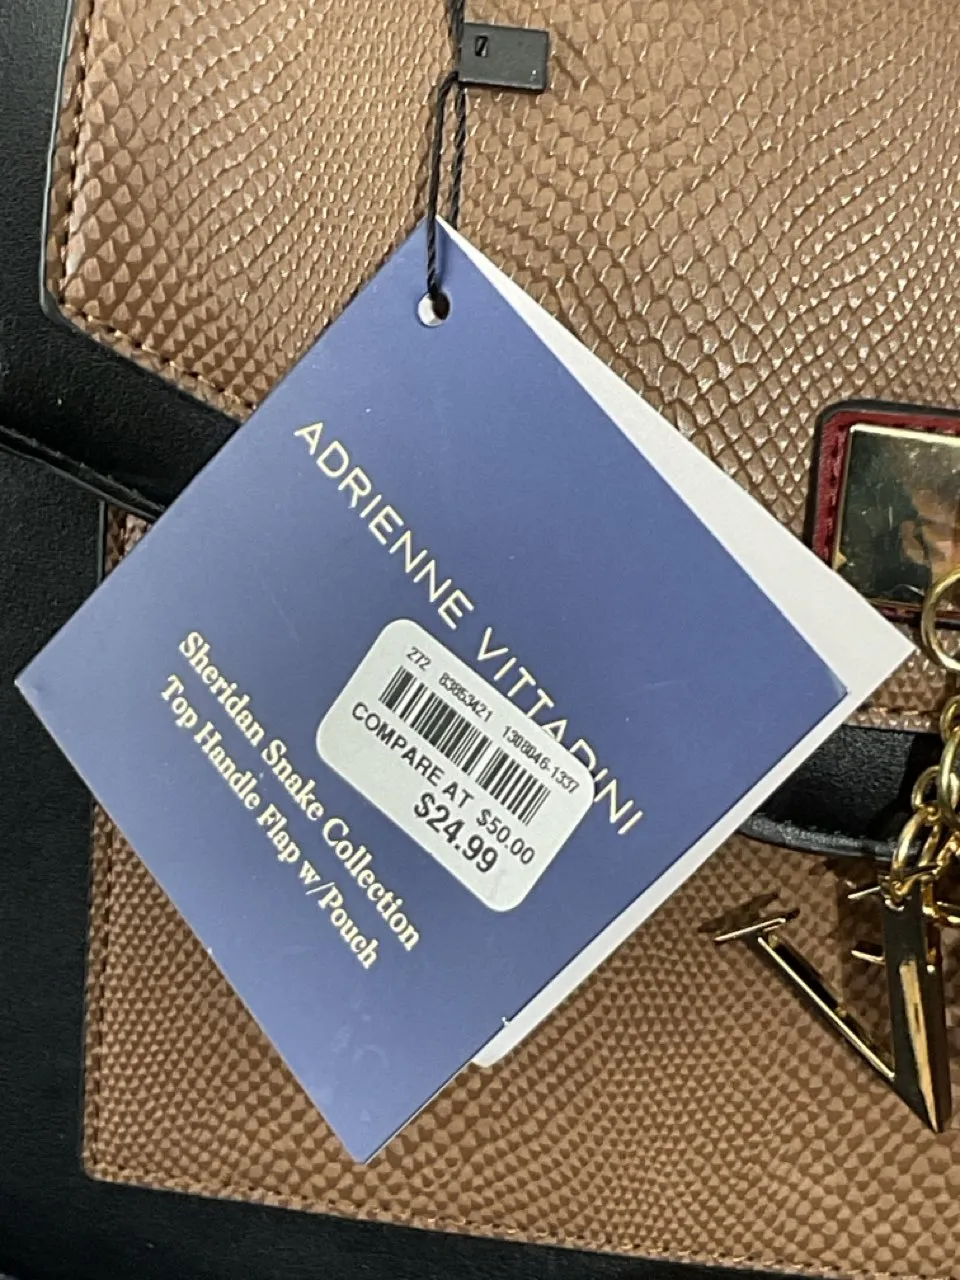 ADRIENNE VITTADINI
272 83853421 1308046-1337
COMPARE AT $50.00
$24.99
Sheridan Snake Collection
Top Handle Flap w/Pouch